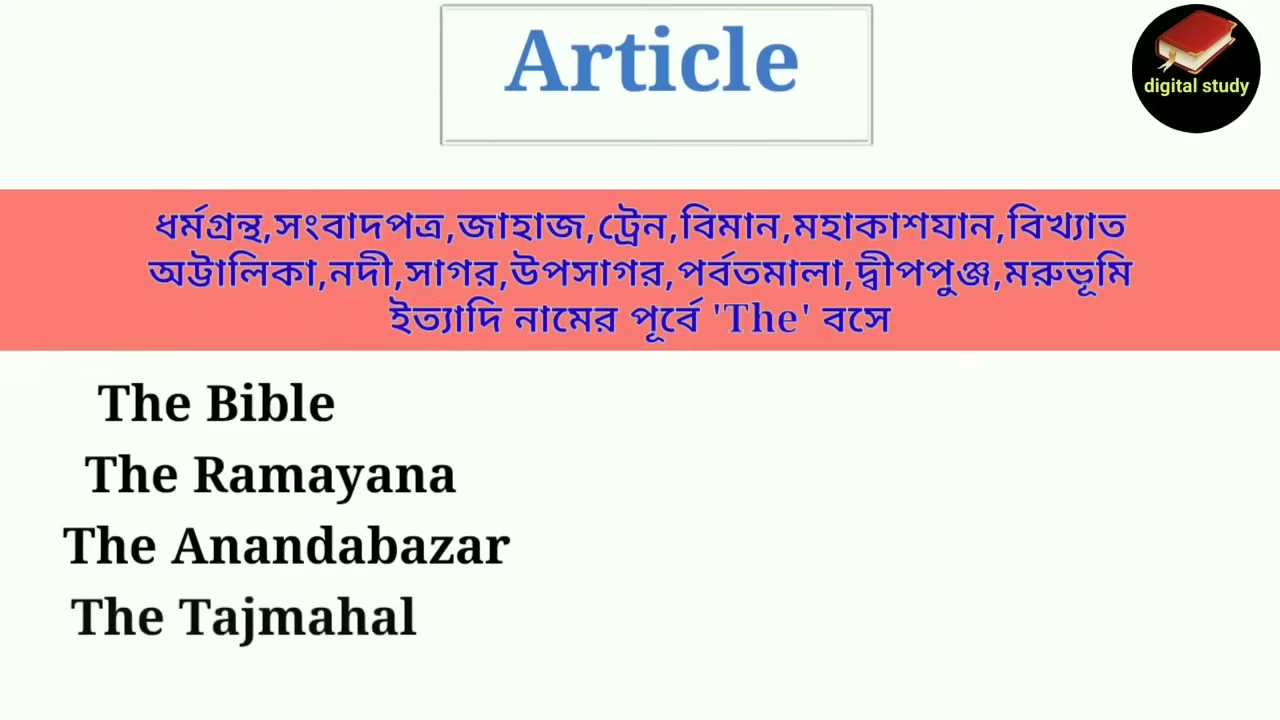 Article
digital study
ধর্মগ্রন্থ,সংবাদপত্র,জাহাজ,ট্রেন,বিমান,মহাকাশযান,বিখ্যাত
অট্টালিকা,নদী,সাগর,উপসাগর,পর্বতমালা,দ্বীপপুঞ্জ,মরুভূমি
ইত্যাদি নামের পূর্বে 'The' বসে
The Bible
The Ramayana
The Anandabazar
The Tajmahal